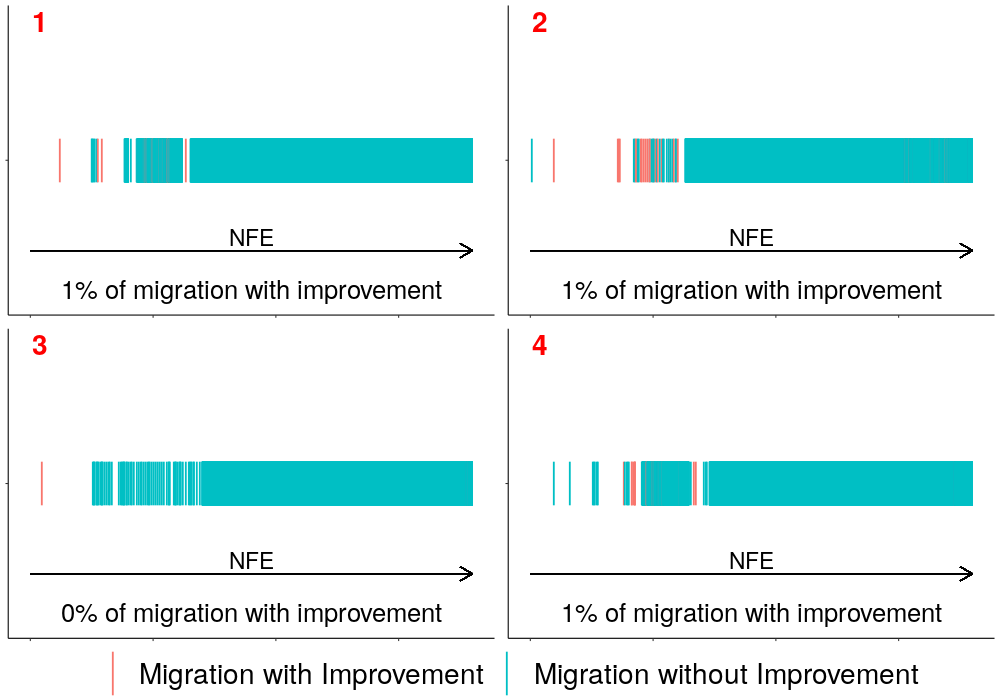 1
NFE
1% of migration with improvement
2
NFE
1% of migration with improvement
3
NFE
0% of migration with improvement
4
NFE
1% of migration with improvement
Migration with Improvement
Migration without Improvement